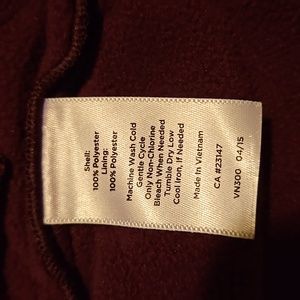 Shell:
100% Polyester
Lining:
100% Polyester
Machine Wash Cold
Gentle Cycle
Only Non-Chlorine
Bleach When Needed
Tumble Dry Low
Cool Iron, If Needed
Made In Vietnam
CA #23147
VN300 04/15